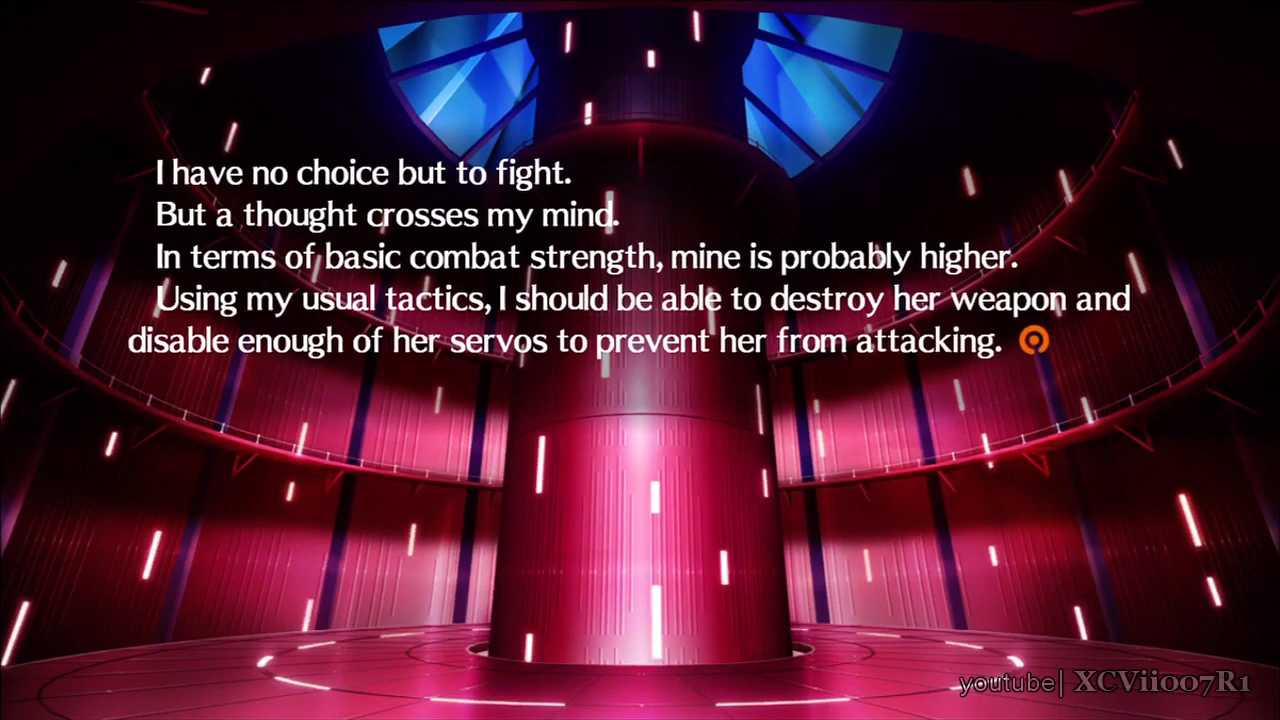 I have no choice but to fight.
But a thought crosses my mind.
In terms of basic combat strength, mine is probably higher.
Using my usual tactics, I should be able to destroy her weapon and
disable enough of her servos to prevent her from attacking.
youtube| XCVii007R1